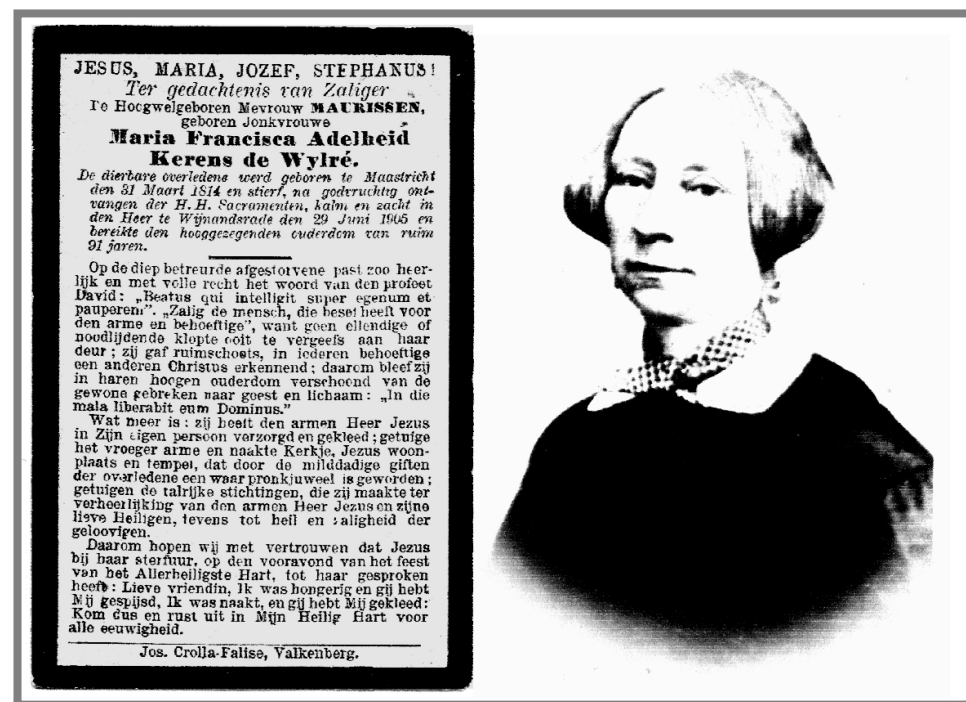 JESUS, MARIA, JOZEF, STEPHANUS!
Ter gedachtenis van Zaliger
Te Hoogwelgeboren Mevrouw MAURISSEN,
geboren Jonkvrouwe
Maria Francisca Adelheid
Kerens de Wylré.
De dierbare overledene werd geboren te Maastricht
den 31 Maart 1814 en stierf, na godvruchtig ont-
vangen der H. H. Sacramenten, kalm en zacht in
den Heer te Wijnandsrade den 29 Juni 1905 en
bereikte den hooggezegenden ouderdom van ruim
91 jaren.
Op de diep betreurde afgestorvene past zoo heer-
lijk en met volle recht het woord van den profeet
David: „Beatus qui intelligit super egenum et
pauperem”. „Zalig de mensch, die besef heeft voor
den arme en behoeftige”, want geen ellendige of
noodlijdende klopte ooit te vergeefs aan haar
deur; zij gaf ruimschoots, in iederen behoeftige
een anderen Christus erkennend; daarom bleef zij
in haren hoogen ouderdom verschoond van de
gewone gebreken naar geest en lichaam: „In die
mala liberabit eum Dominus.”
Wat meer is: zij heeft den armen Heer Jezus
in Zijn eigen persoon verzorgd en gekleed; getuige
het vroeger arme en naakte Kerkje, Jezus woon-
plaats en tempel, dat door de milddadige giften
der overledene een waar pronkjuweel is geworden;
getuigen de talrijke stichtingen, die zij maakte ter
verheerlijking van den armen Heer Jezus en zijne
lieve Heiligen, tevens tot heil en zaligheid der
geloovigen.
Daarom hopen wij met vertrouwen dat Jezus
bij haar sterfuur, op den vooravond van het feest
van het Allerheiligste Hart, tot haar gesproken
heeft: Lieve vriendin, Ik was hongerig en gij hebt
Mij gespijsd, Ik was naakt, en gij hebt Mij gekleed:
Kom dus en rust uit in Mijn Heilig Hart voor
alle eeuwigheid.
Jos. Crolla-Falise, Valkenberg.